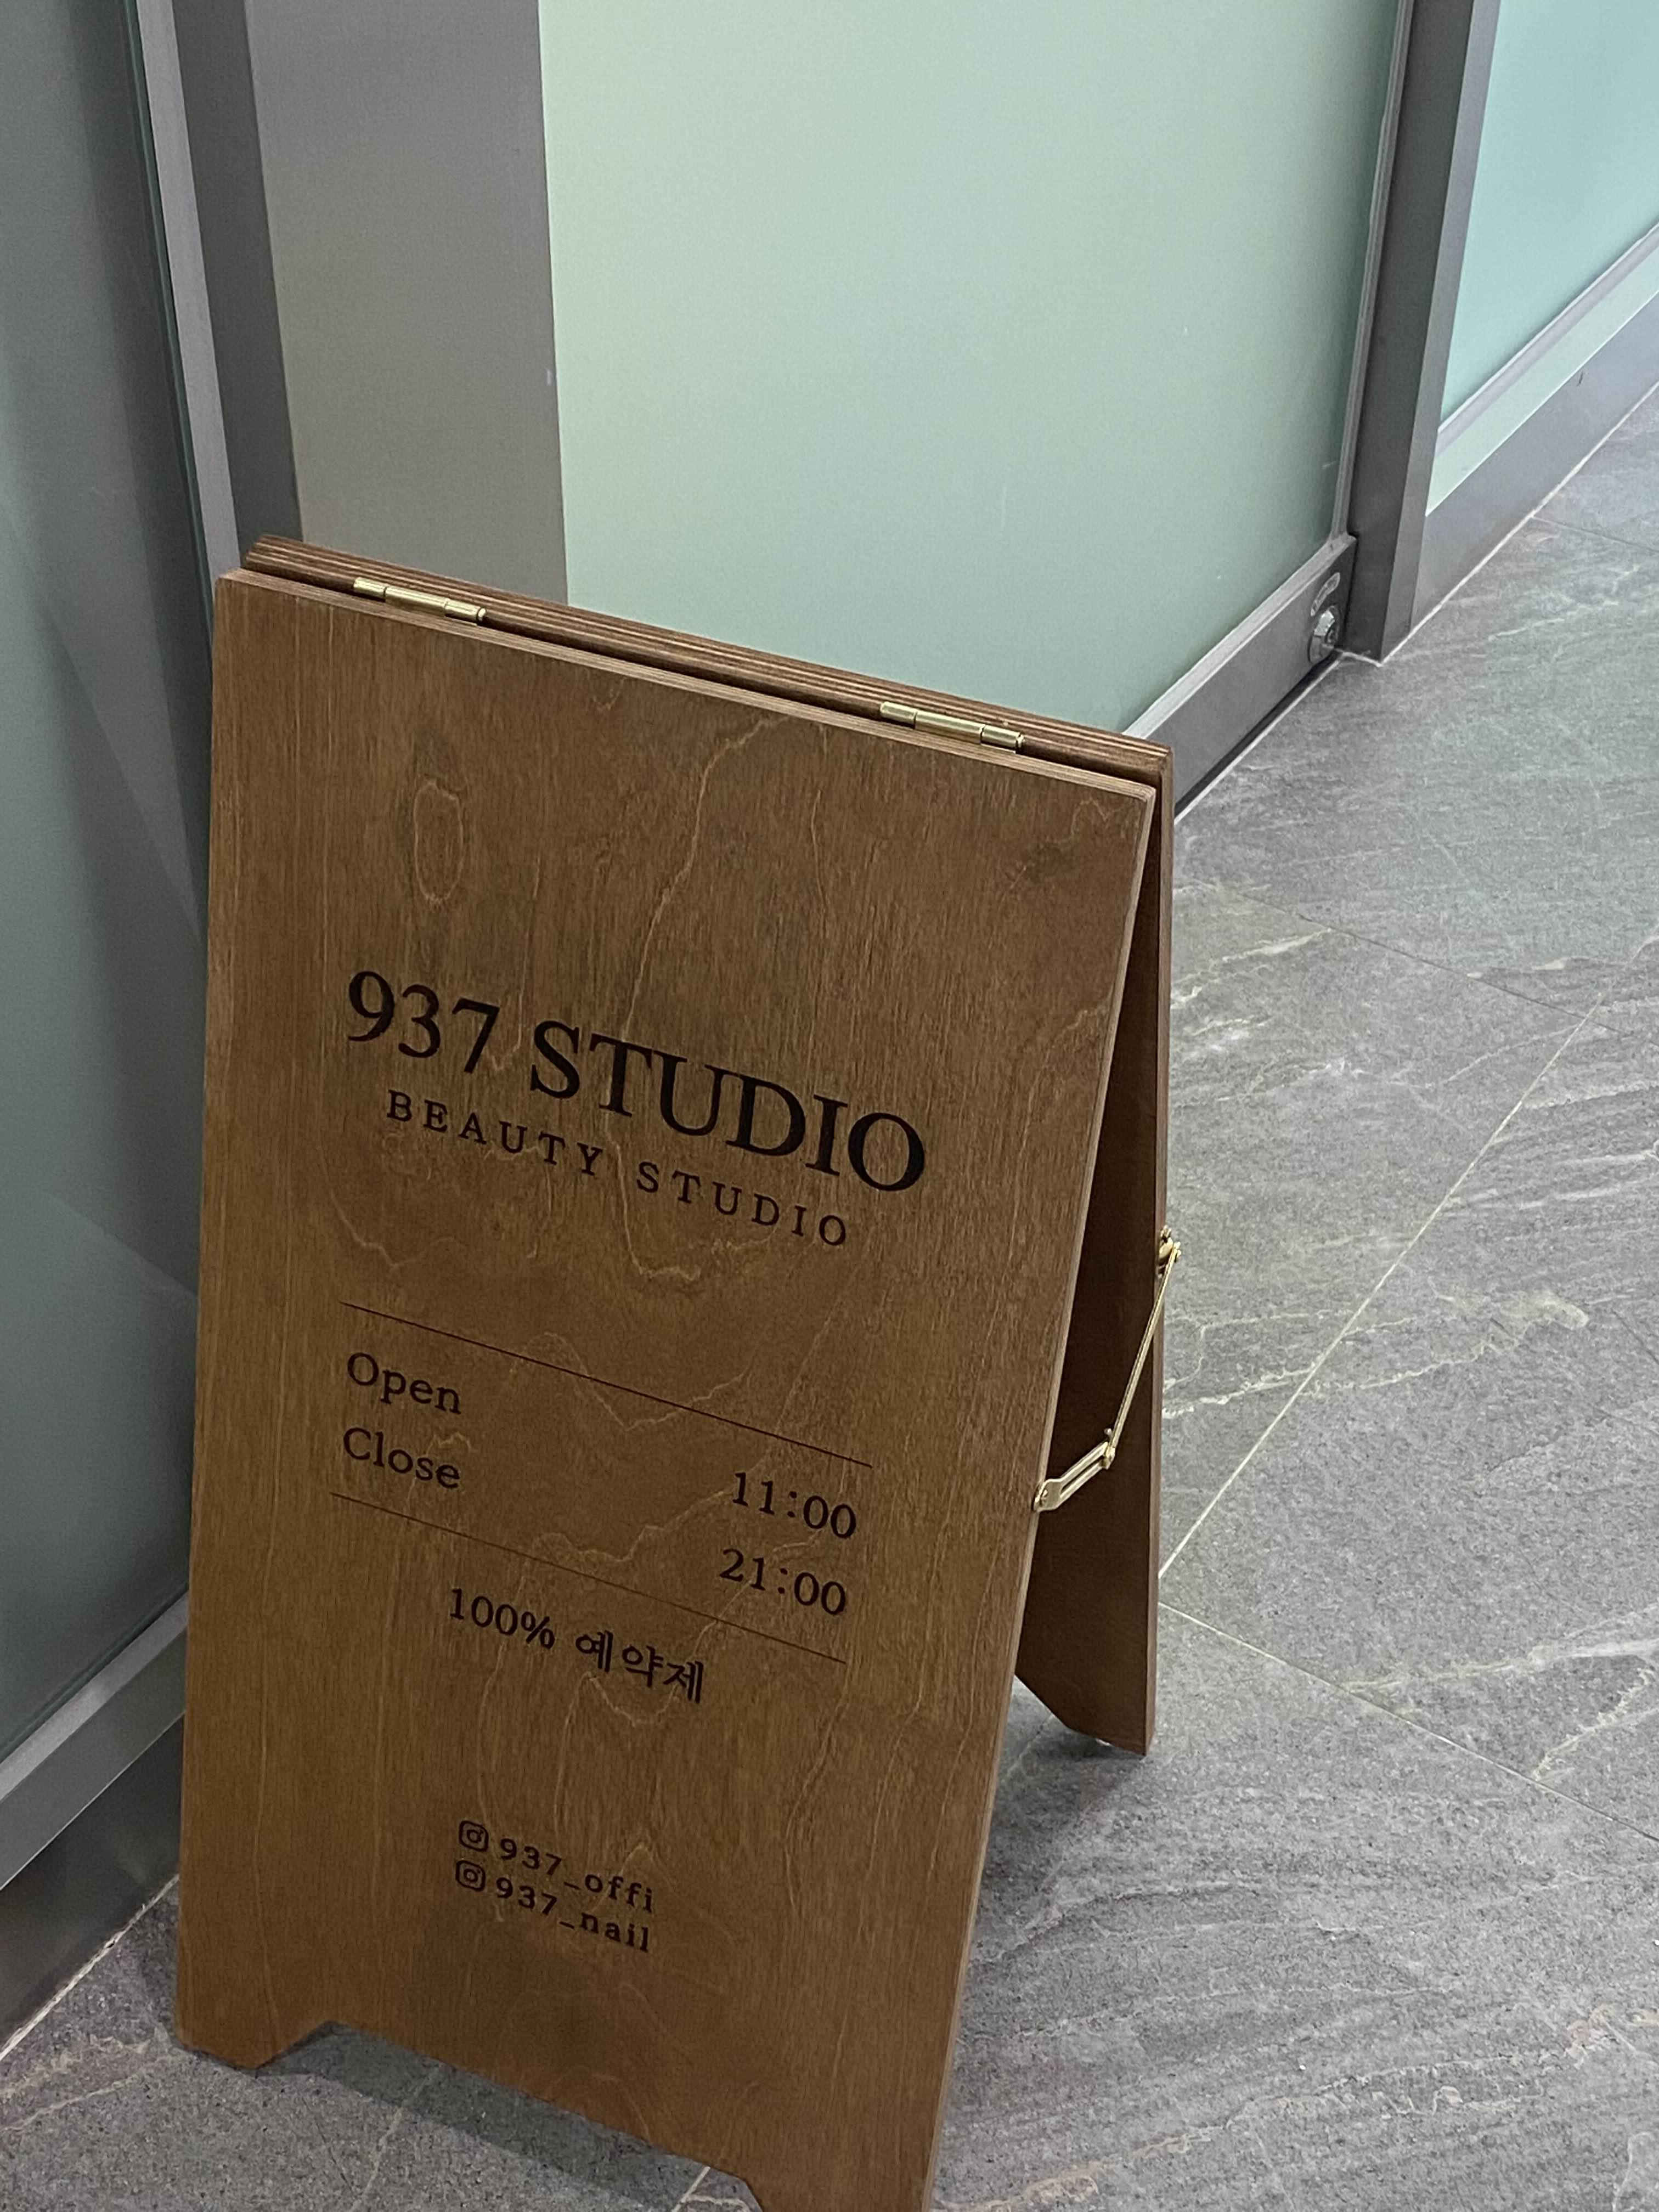 937 STUDIO
BEAUTY STUDIO
Open 11:00
Close 21:00
100% 예약제
937_offi
937_nail